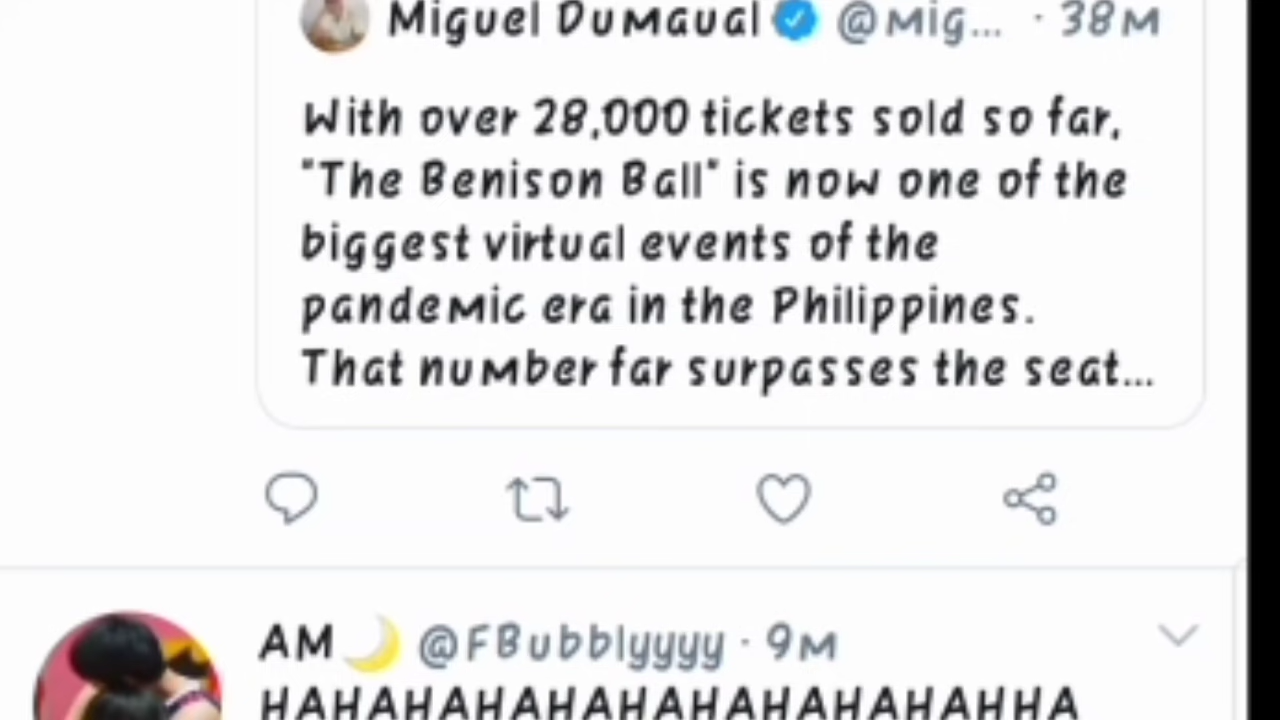 Miguel Dumaual @Mig... · 38M
With over 28,000 tickets sold so far,
"The Benison Ball" is now one of the
biggest virtual events of the
pandemic era in the Philippines.
That number far surpasses the seat...
AM🌙 @FBubblyyyy · 9M
HAHAHAHAHAHAHAHAHAHAHAHHA